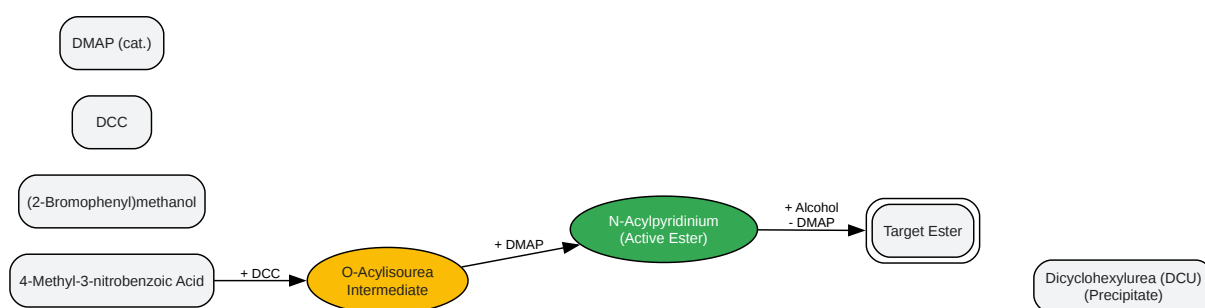 DMAP (cat.)
DCC
(2-Bromophenyl)methanol
4-Methyl-3-nitrobenzoic Acid
+ DCC
O-Acylisourea
Intermediate
+ DMAP
N-Acylpyridinium
(Active Ester)
+ Alcohol
- DMAP
Target Ester
Dicyclohexylurea (DCU)
(Precipitate)